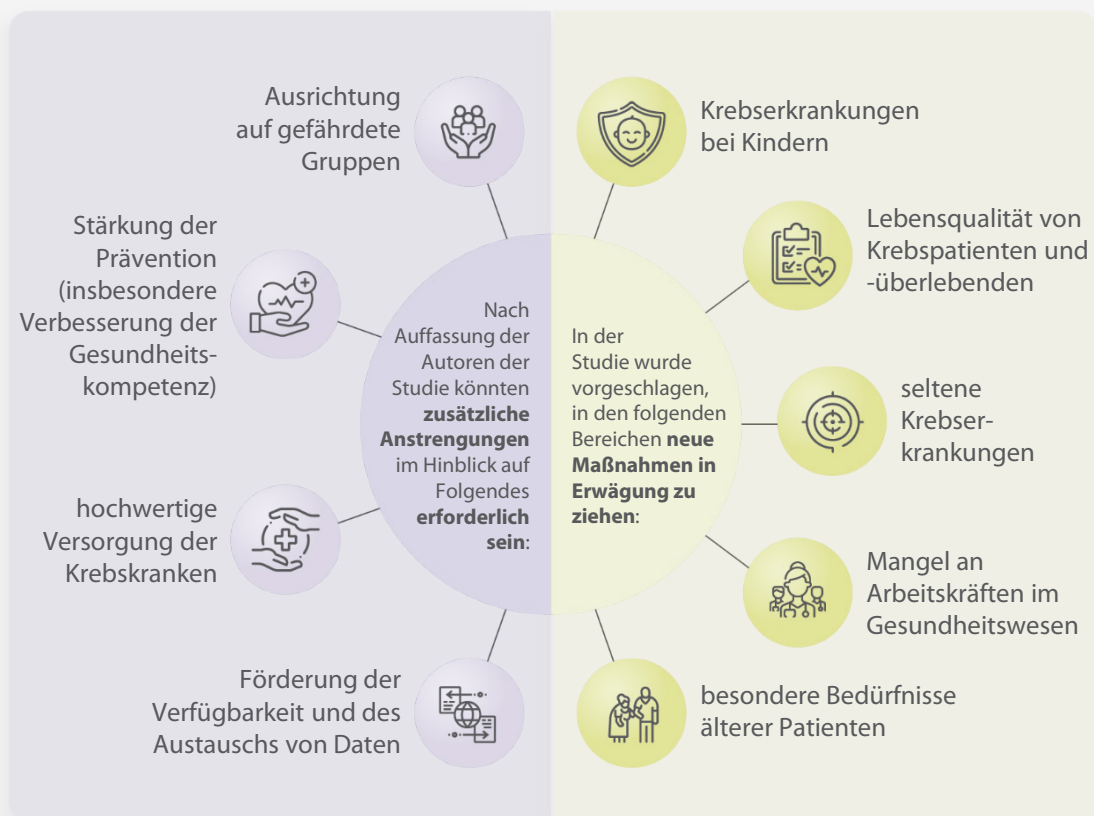 Nach
Auffassung der
Autoren der
Studie könnten
zusätzliche
Anstrengungen
im Hinblick auf
Folgendes
erforderlich
sein:
Ausrichtung
auf gefährdete
Gruppen
Stärkung der
Prävention
(insbesondere
Verbesserung der
Gesundheits-
kompetenz)
hochwertige
Versorgung der
Krebskranken
Förderung der
Verfügbarkeit und des
Austauschs von Daten
In der
Studie wurde
vorgeschlagen,
in den folgenden
Bereichen neue
Maßnahmen in
Erwägung zu
ziehen:
Krebserkrankungen
bei Kindern
Lebensqualität von
Krebspatienten und
-überlebenden
seltene
Krebser-
krankungen
Mangel an
Arbeitskräften im
Gesundheitswesen
besondere Bedürfnisse
älterer Patienten